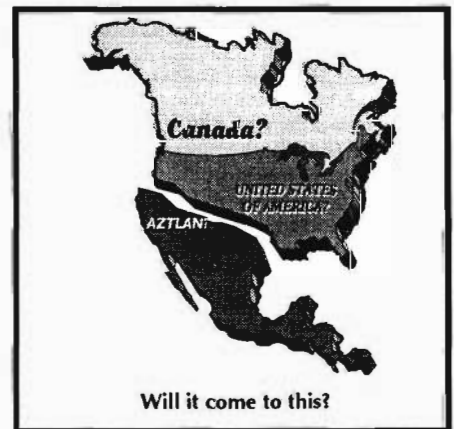 Canada?
UNITED STATES
OF AMERICA?
AZTLAN?
Will it come to this?